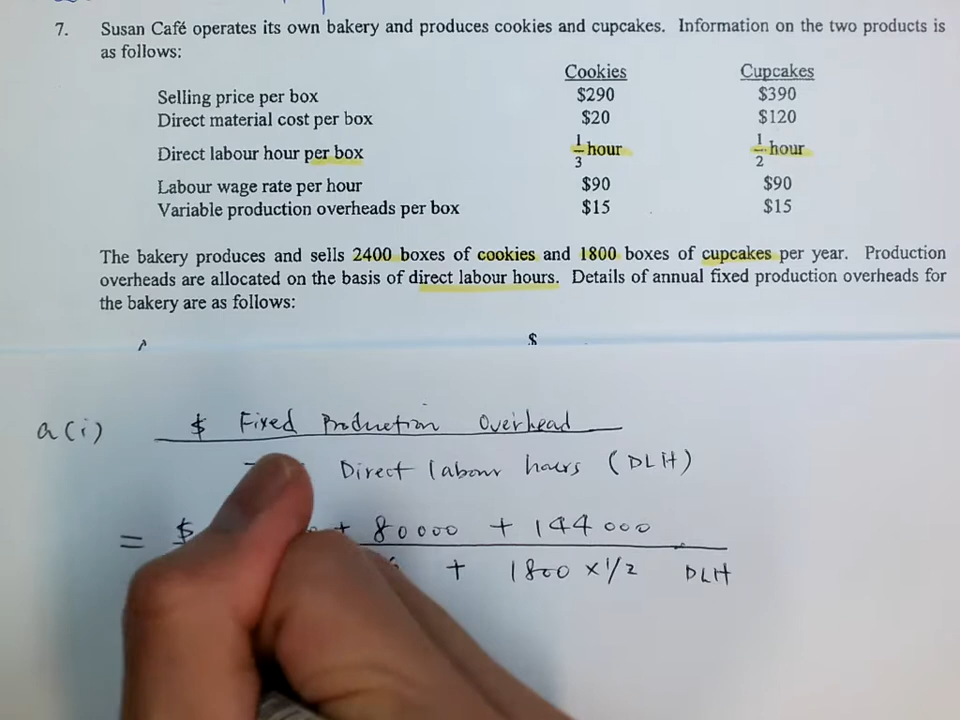 7. Susan Café operates its own bakery and produces cookies and cupcakes. Information on the two products is
as follows:
Cookies Cupcakes
Selling price per box $290 $390
Direct material cost per box $20 $120
Direct labour hour per box 1/3 hour 1/2 hour
Labour wage rate per hour $90 $90
Variable production overheads per box $15 $15
The bakery produces and sells 2400 boxes of cookies and 1800 boxes of cupcakes per year. Production
overheads are allocated on the basis of direct labour hours. Details of annual fixed production overheads for
the bakery are as follows:
$
a(i) $ Fixed Production Overhead
Direct labour hours (DLH)
= $ + 80000 + 144000
+ 1800 x 1/2 DLH